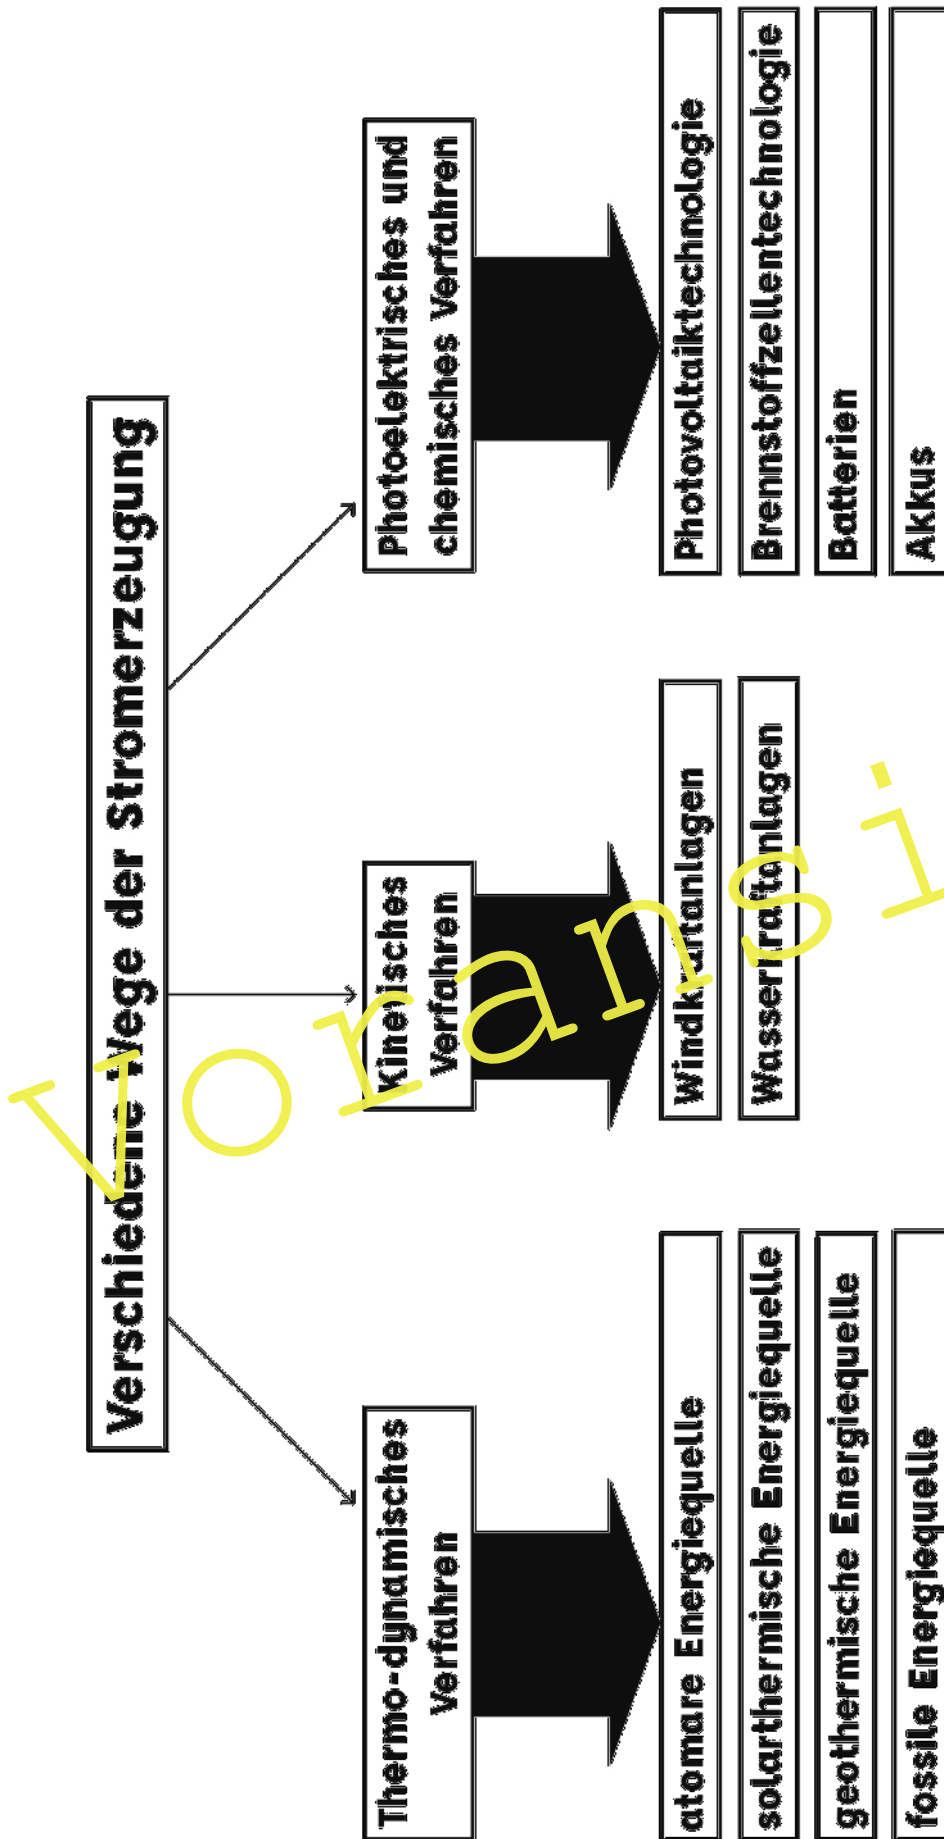 Verschiedene Wege der Stromerzeugung
Thermo-dynamisches
Verfahren
Kinetisches
Verfahren
Photoelektrisches und
chemisches Verfahren
atomare Energiequelle
solarthermische Energiequelle
geothermische Energiequelle
fossile Energiequelle
Windkraftanlagen
Wasserkraftanlagen
Photovoltaiktechnologie
Brennstoffzellentechnologie
Batterien
Akkus
Voransi